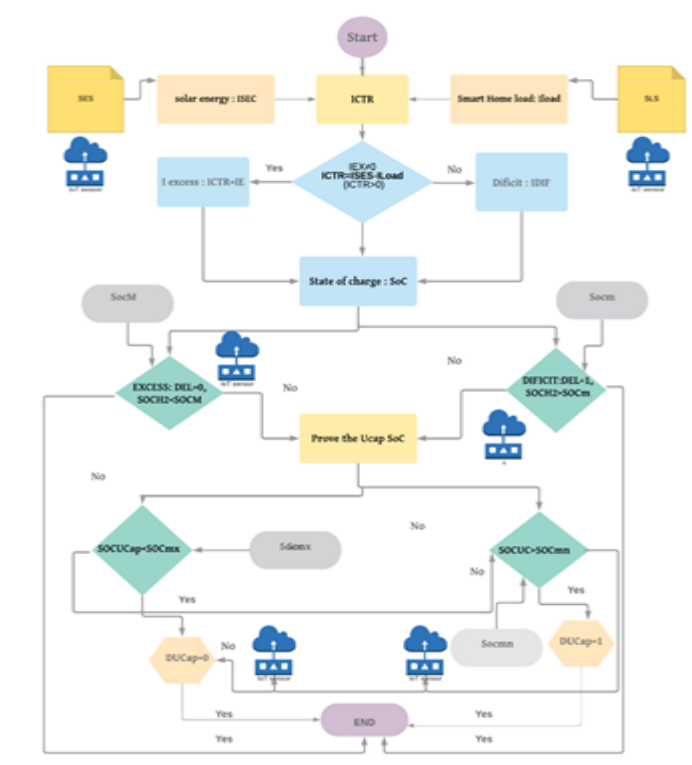 Start
SES
solar energy : ISEC
ICTR
Smart Home load: Iload
SLS
IoT sensor
IoT sensor
I excess : ICTR=IE
Yes
IEX≠0
ICTR=ISES-ILoad
(ICTR>0)
No
Dificit : IDIF
State of charge : SoC
SocM
Socm
IoT sensor
EXCESS: DEL=0,
SOCH2<SOCM
No
No
DIFICIT:DEL=1,
SOCH2>SOCm
Prove the Ucap SoC
No
No
SOCUCap<SOCmx
SOCUC>SOCmn
No
Yes
Yes
DUCap=0
No
IoT sensor
IoT sensor
Socmn
DUCap=1
Yes
END
Yes
Yes
Yes